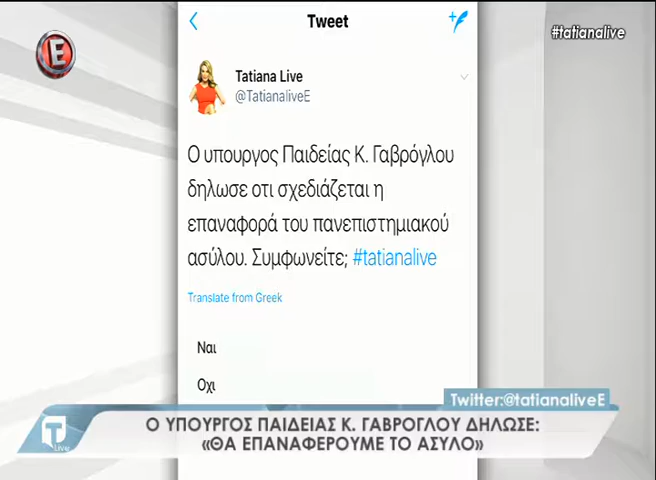 Tweet
#tatianalive
E
Tatiana Live
@TatianaliveE
Ο υπουργος Παιδείας Κ. Γαβρόγλου
δηλωσε οτι σχεδιάζεται η
επαναφορά του πανεπιστημιακού
ασύλου. Συμφωνείτε; #tatianalive
Translate from Greek
Ναι
Οχι
Twitter:@tatianaliveE
Ο ΥΠΟΥΡΓΟΣ ΠΑΙΔΕΙΑΣ Κ. ΓΑΒΡΟΓΛΟΥ ΔΗΛΩΣΕ:
«ΘΑ ΕΠΑΝΑΦΕΡΟΥΜΕ ΤΟ ΑΣΥΛΟ»
T
Live